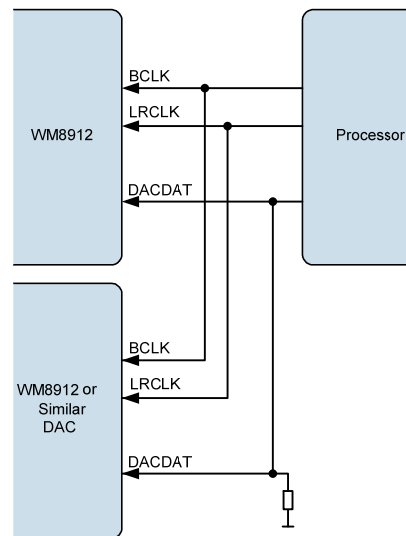 BCLK
LRCLK
WM8912
Processor
DACDAT
BCLK
LRCLK
WM8912 or
Similar
DAC
DACDAT